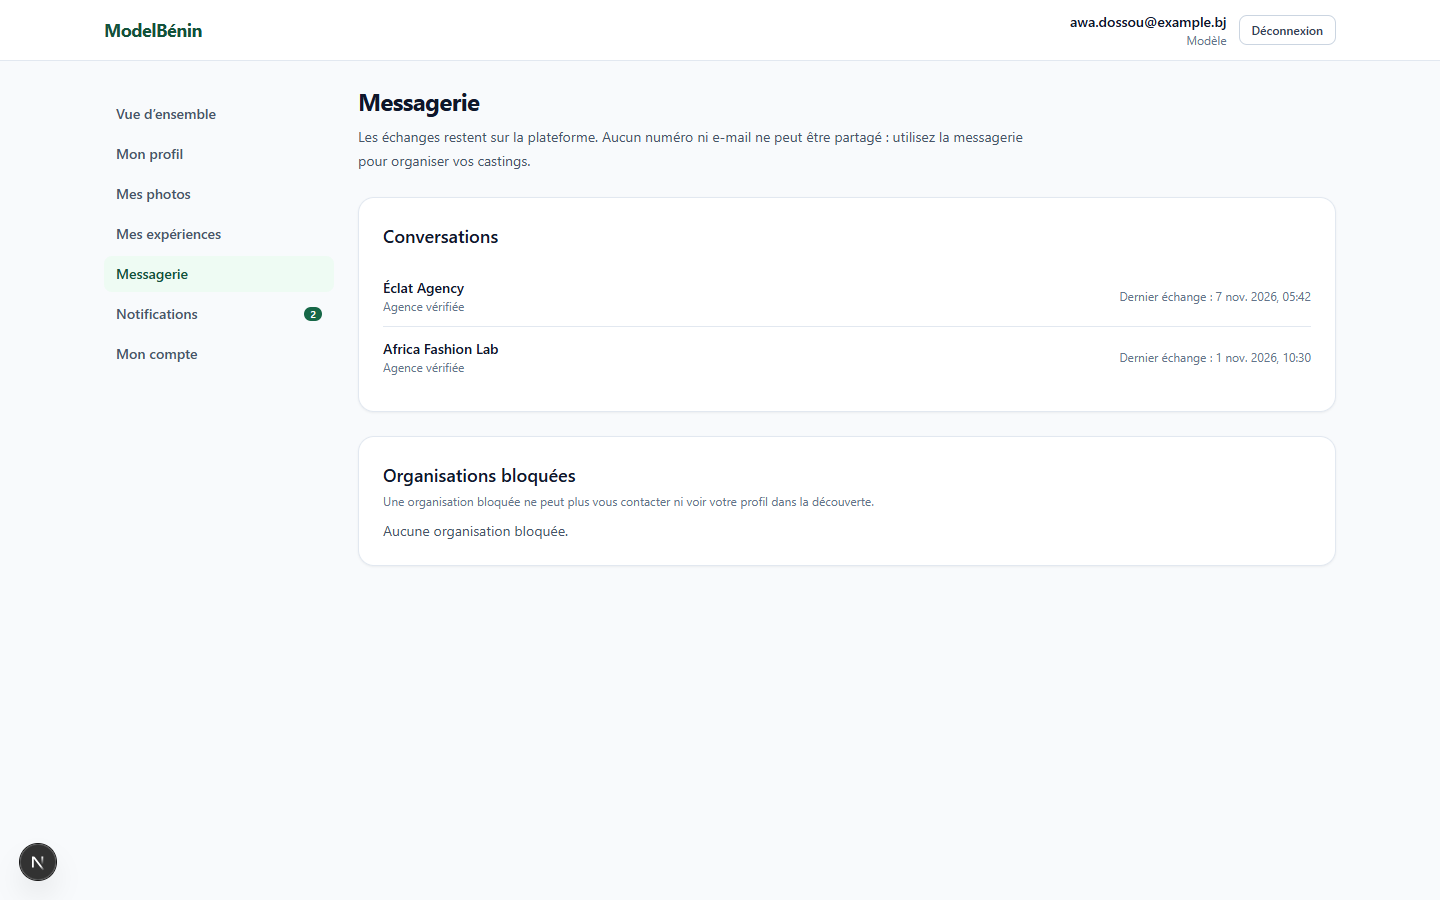 ModelBénin
awa.dossou@example.bj
Modèle
Déconnexion
Vue d’ensemble
Mon profil
Mes photos
Mes expériences
Messagerie
Notifications 2
Mon compte
Messagerie
Les échanges restent sur la plateforme. Aucun numéro ni e-mail ne peut être partagé : utilisez la messagerie
pour organiser vos castings.
Conversations
Éclat Agency
Agence vérifiée
Dernier échange : 7 nov. 2026, 05:42
Africa Fashion Lab
Agence vérifiée
Dernier échange : 1 nov. 2026, 10:30
Organisations bloquées
Une organisation bloquée ne peut plus vous contacter ni voir votre profil dans la découverte.
Aucune organisation bloquée.
N